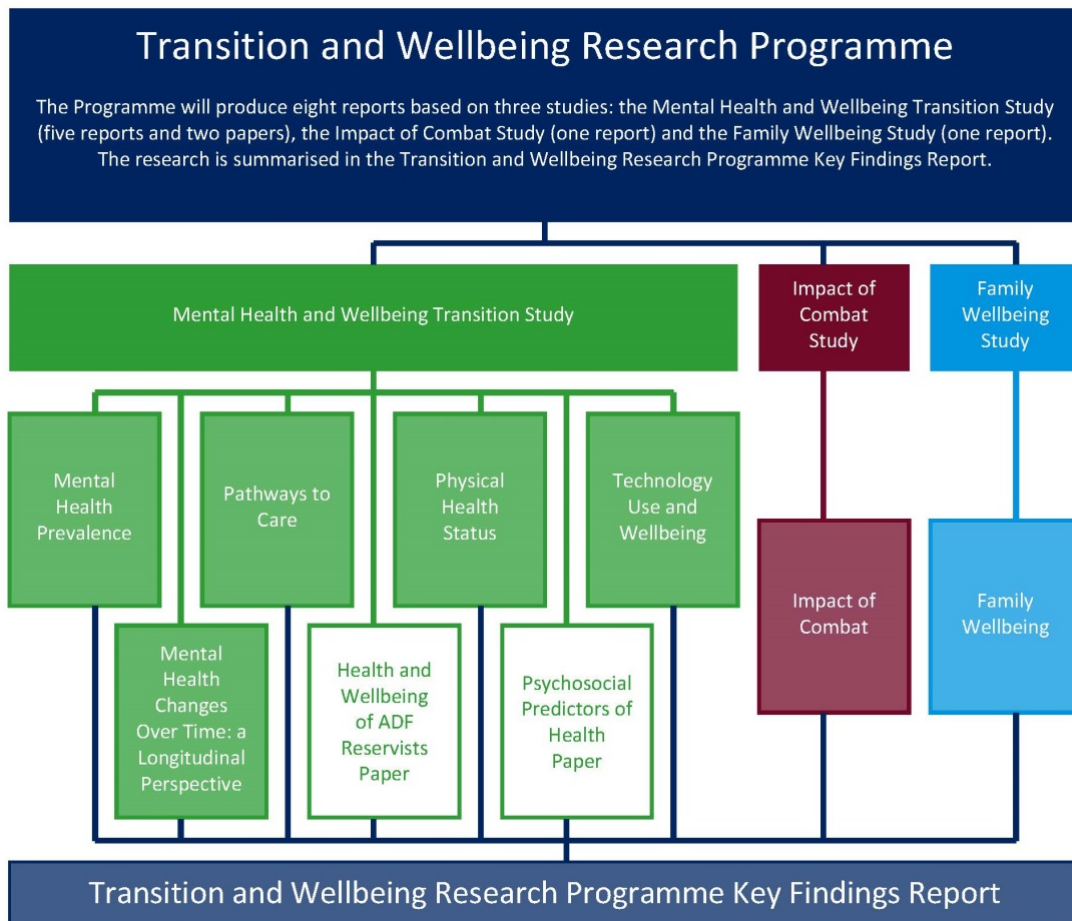 Transition and Wellbeing Research Programme
The Programme will produce eight reports based on three studies: the Mental Health and Wellbeing Transition Study
(five reports and two papers), the Impact of Combat Study (one report) and the Family Wellbeing Study (one report).
The research is summarised in the Transition and Wellbeing Research Programme Key Findings Report.
Mental Health and Wellbeing Transition Study
Impact of
Combat
Study
Family
Wellbeing
Study
Mental
Health
Prevalence
Pathways to
Care
Physical
Health
Status
Technology
Use and
Wellbeing
Impact of
Combat
Family
Wellbeing
Mental
Health
Changes
Over Time: a
Longitudinal
Perspective
Health and
Wellbeing
of ADF
Reservists
Paper
Psychosocial
Predictors of
Health
Paper
Transition and Wellbeing Research Programme Key Findings Report